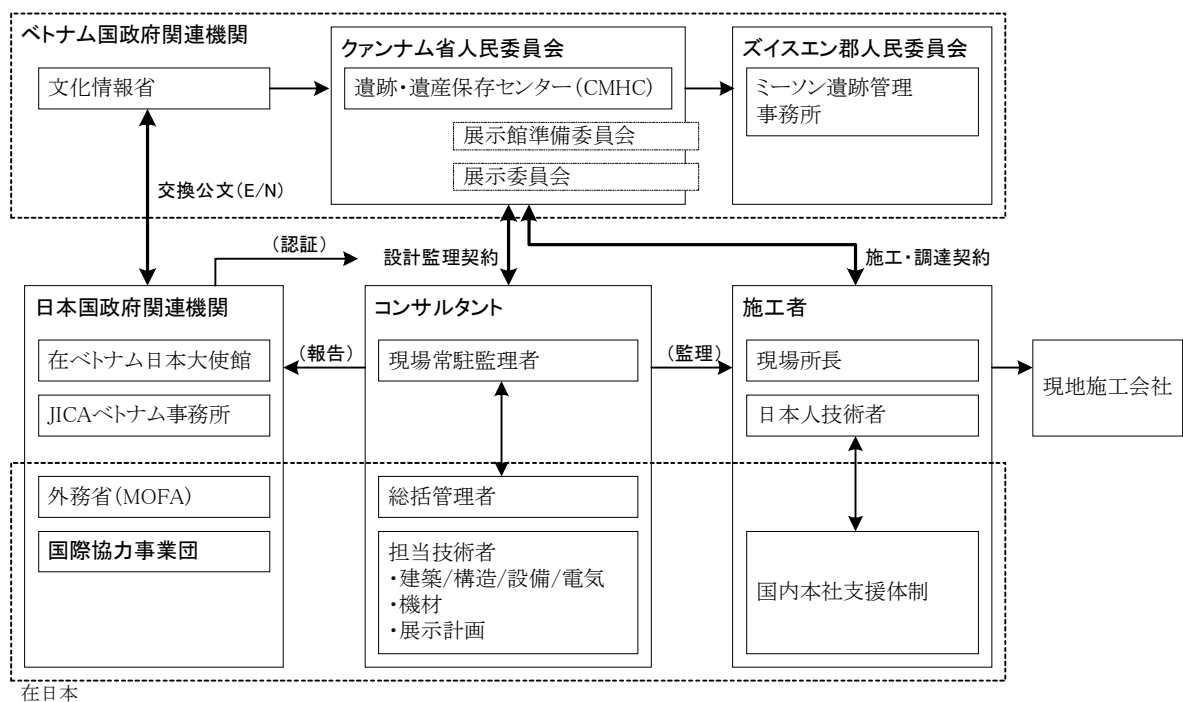 ベトナム国政府関連機関
文化情報省
クァンナム省人民委員会
遺跡・遺産保存センター(CMHC)
展示館準備委員会
展示委員会
ズイスエン郡人民委員会
ミーソン遺跡管理
事務所
交換公文(E/N)
(認証)
設計監理契約
施工・調達契約
日本国政府関連機関
在ベトナム日本大使館
JICAベトナム事務所
外務省(MOFA)
国際協力事業団
(報告)
コンサルタント
現場常駐監理者
総括管理者
担当技術者
・建築/構造/設備/電気
・機材
・展示計画
(監理)
施工者
現場所長
日本人技術者
国内本社支援体制
現地施工会社
在日本